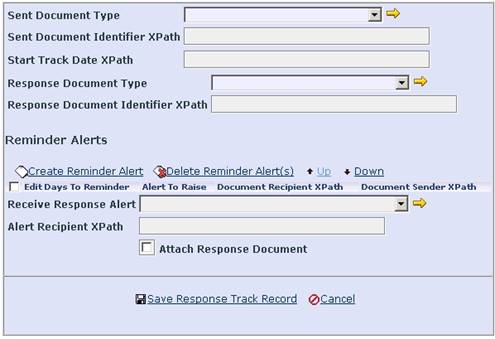 Sent Document Type
Sent Document Identifier XPath
Start Track Date XPath
Response Document Type
Response Document Identifier XPath
Reminder Alerts
Create Reminder Alert Delete Reminder Alert(s) Up Down
Edit Days To Reminder Alert To Raise Document Recipient XPath Document Sender XPath
Receive Response Alert
Alert Recipient XPath
Attach Response Document
Save Response Track Record Cancel